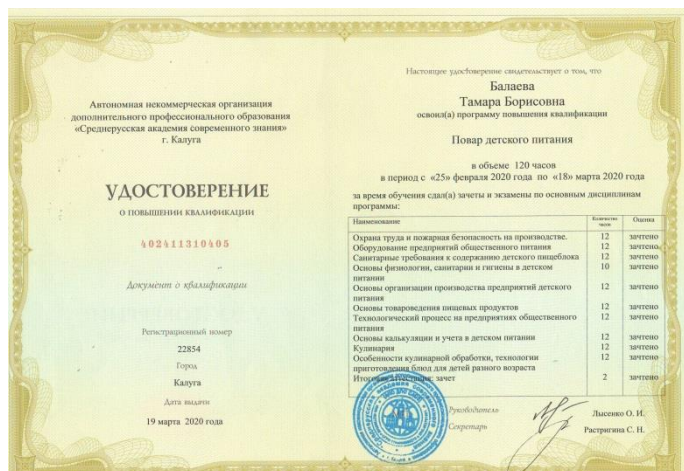 Автономная некоммерческая организация
дополнительного профессионального образования
«Среднерусская академия современного знания»
г. Калуга
УДОСТОВЕРЕНИЕ
О ПОВЫШЕНИИ КВАЛИФИКАЦИИ
402411310405
Документ о квалификации
Регистрационный номер
22854
Город
Калуга
Дата выдачи
19 марта 2020 года
Настоящее удостоверение свидетельствует о том, что
Балаева
Тамара Борисовна
освоил(а) программу повышения квалификации
Повар детского питания
в объеме 120 часов
в период с «25» февраля 2020 года по «18» марта 2020 года
за время обучения сдал(а) зачеты и экзамены по основным дисциплинам
программы:
Наименование Количество часов Оценка
Охрана труда и пожарная безопасность на производстве. 12 зачтено
Оборудование предприятий общественного питания 12 зачтено
Санитарные требования к содержанию детского пищеблока 12 зачтено
Основы физиологии, санитарии и гигиены в детском 10 зачтено
питании
Основы организации производства предприятий детского 12 зачтено
питания
Основы товароведения пищевых продуктов 12 зачтено
Технологический процесс на предприятиях общественного 12 зачтено
питания
Основы калькуляции и учета в детском питании 12 зачтено
Кулинария 12 зачтено
Особенности кулинарной обработки, технологии 12 зачтено
приготовления блюд для детей разного возраста
Итоговая аттестация: зачет 2 зачтено
Руководитель Лысенко О. И.
Секретарь Растригина С. Н.